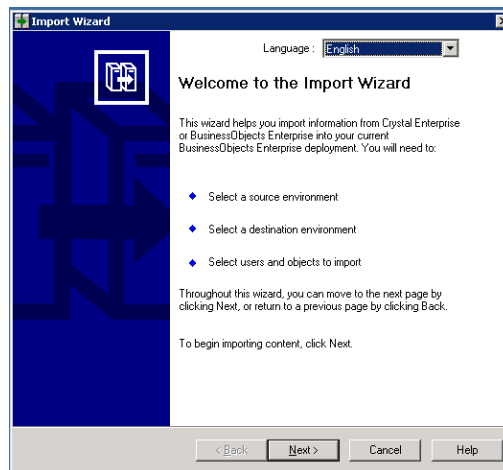 Import Wizard
Language : English
Welcome to the Import Wizard
This wizard helps you import information from Crystal Enterprise
or BusinessObjects Enterprise into your current
BusinessObjects Enterprise deployment. You will need to:
Select a source environment
Select a destination environment
Select users and objects to import
Throughout this wizard, you can move to the next page by
clicking Next, or return to a previous page by clicking Back.
To begin importing content, click Next.
< Back Next > Cancel Help